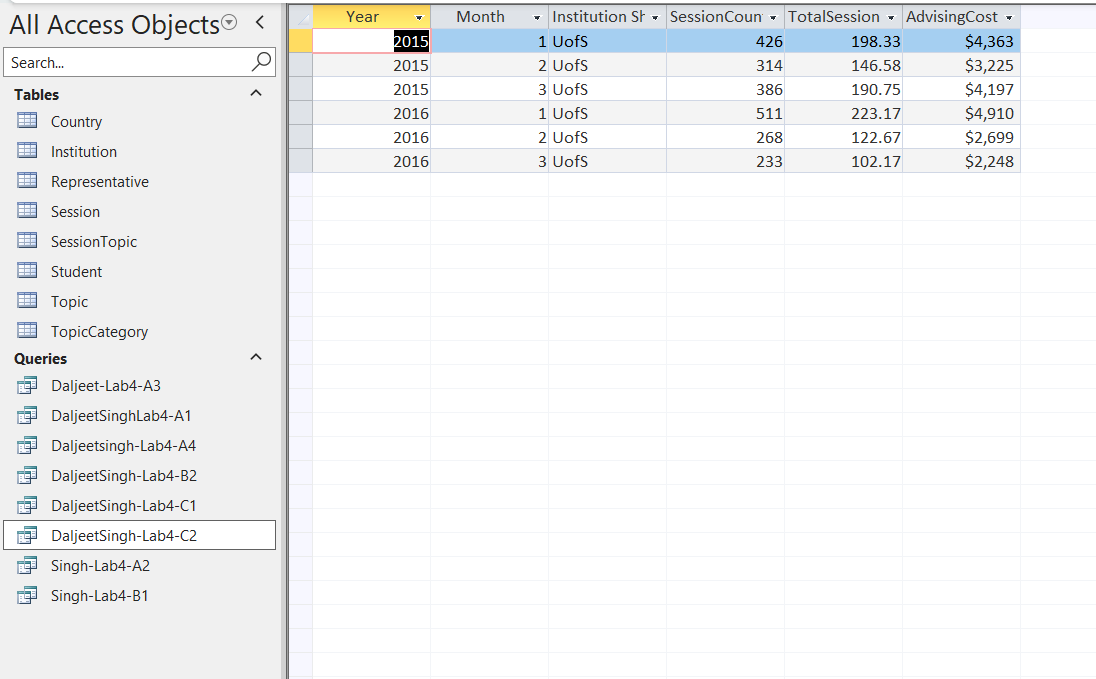 All Access Objects
Search...
Tables
Country
Institution
Representative
Session
SessionTopic
Student
Topic
TopicCategory
Queries
Daljeet-Lab4-A3
DaljeetSinghLab4-A1
Daljeetsingh-Lab4-A4
DaljeetSingh-Lab4-B2
DaljeetSingh-Lab4-C1
DaljeetSingh-Lab4-C2
Singh-Lab4-A2
Singh-Lab4-B1
Year Month Institution Sh SessionCoun TotalSession AdvisingCost
2015 1 UofS 426 198.33 $4,363
2015 2 UofS 314 146.58 $3,225
2015 3 UofS 386 190.75 $4,197
2016 1 UofS 511 223.17 $4,910
2016 2 UofS 268 122.67 $2,699
2016 3 UofS 233 102.17 $2,248